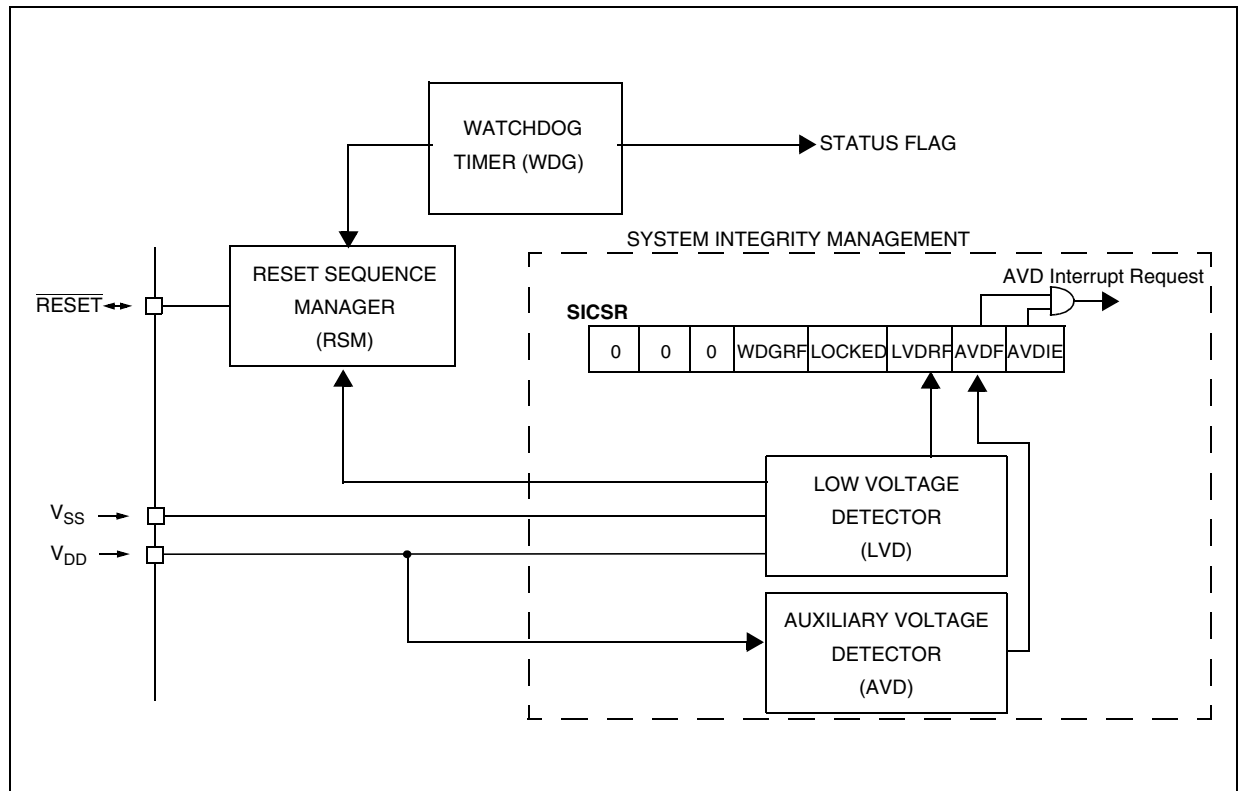 WATCHDOG
TIMER (WDG)
STATUS FLAG
SYSTEM INTEGRITY MANAGEMENT
RESET SEQUENCE
MANAGER
(RSM)
AVD Interrupt Request
RESET
SICSR
0 0 0 WDGRF LOCKED LVDRF AVDF AVDIE
LOW VOLTAGE
DETECTOR
(LVD)
VSS
VDD
AUXILIARY VOLTAGE
DETECTOR
(AVD)